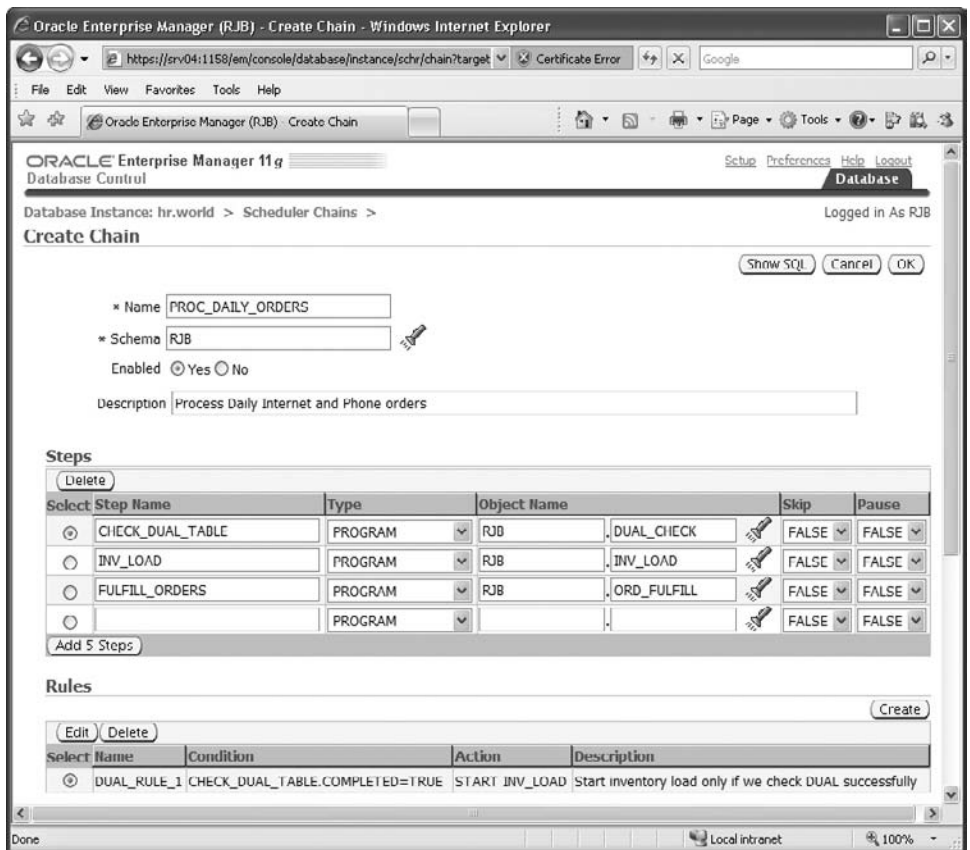 Oracle Enterprise Manager (RJB) - Create Chain - Windows Internet Explorer
https://srv04:1158/em/console/database/instance/schr/chain?target Certificate Error Google
File Edit View Favorites Tools Help
Oracle Enterprise Manager (RJB) - Create Chain Page Tools
ORACLE Enterprise Manager 11g Setup Preferences Help Logout
Database Control Database
Database Instance: hr.world > Scheduler Chains > Logged in As RJB
Create Chain
Show SQL Cancel OK
* Name PROC_DAILY_ORDERS
* Schema RJB
Enabled Yes No
Description Process Daily Internet and Phone orders
Steps
Delete
Select Step Name Type Object Name Skip Pause
CHECK_DUAL_TABLE PROGRAM RJB . DUAL_CHECK FALSE FALSE
INV_LOAD PROGRAM RJB . INV_LOAD FALSE FALSE
FULFILL_ORDERS PROGRAM RJB . ORD_FULFILL FALSE FALSE
PROGRAM . FALSE FALSE
Add 5 Steps
Rules
Create
Edit Delete
Select Name Condition Action Description
DUAL_RULE_1 CHECK_DUAL_TABLE.COMPLETED=TRUE START INV_LOAD Start inventory load only if we check DUAL successfully
Done Local intranet 100%